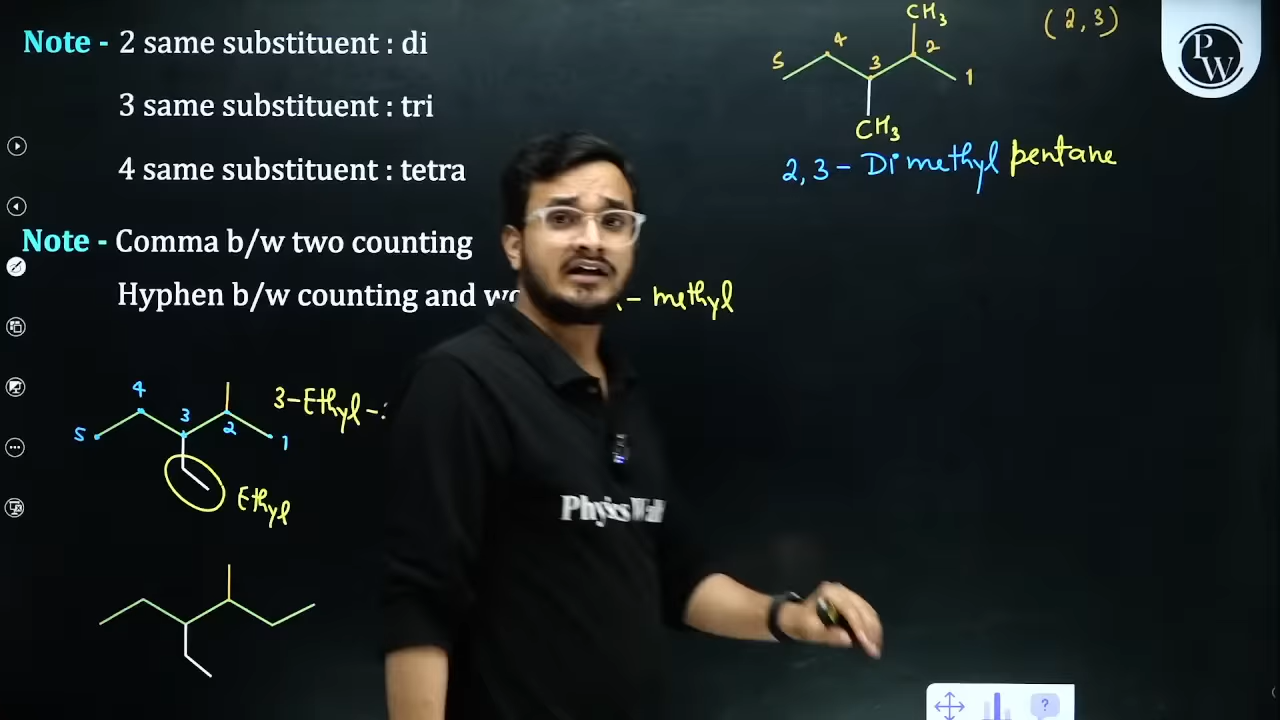 Note - 2 same substituent : di
3 same substituent : tri
4 same substituent : tetra
Note - Comma b/w two counting
Hyphen b/w counting and
- methyl
4
3
5
2
1
3-Ethyl-
Ethyl
CH3
(2,3)
4
2
5
3
1
CH3
2,3- Dimethyl pentane
PW
Physics Wall
?